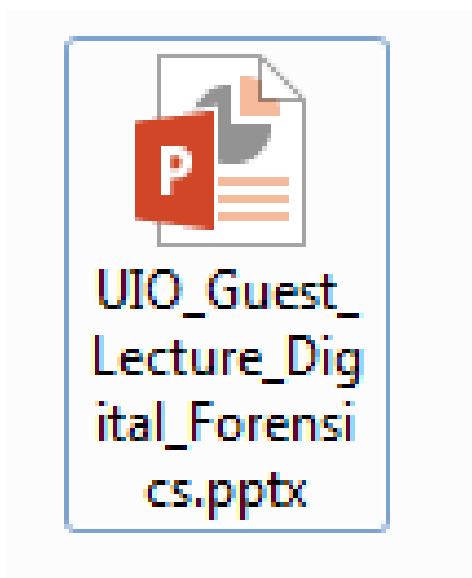 P
UIO_Guest_
Lecture_Dig
ital_Forensi
cs.pptx